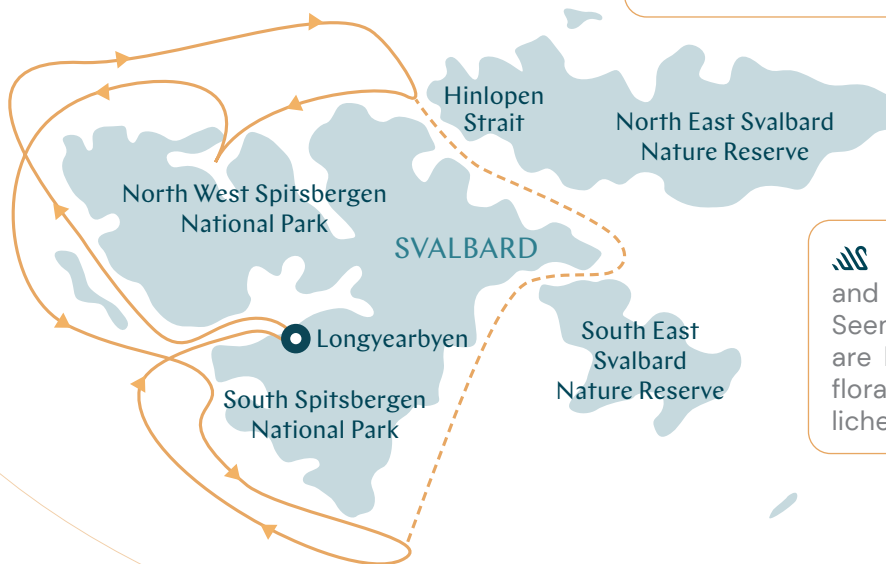 Hinlopen
Strait
North East Svalbard
Nature Reserve
North West Spitsbergen
National Park
SVALBARD
and
Seer
are
flora
liche
South East
Svalbard
Nature Reserve
Longyearbyen
South Spitsbergen
National Park